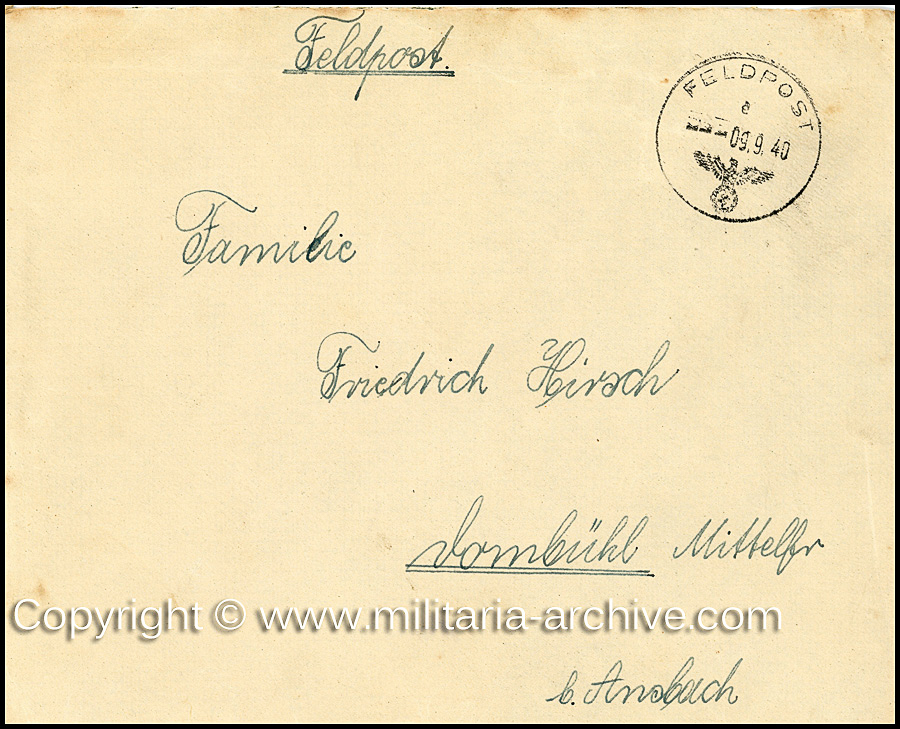 Feldpost.
FELDPOST
a
-09.9.40
Familie
Friedrich Hirsch
Dombühl Mittelfr
Copyright © www.militaria-archive.com
b. Ansbach